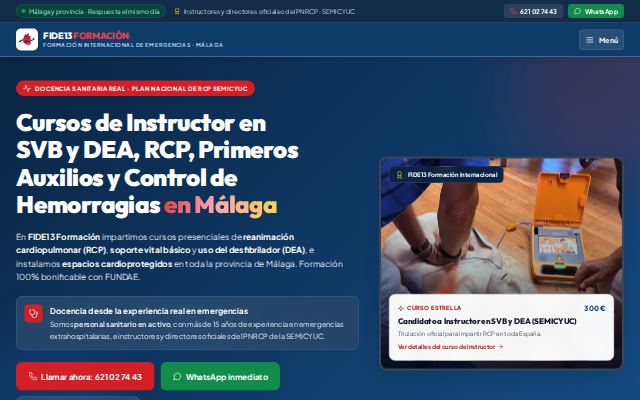 Málaga y provincia · Respuesta el mismo día
Instructores y directores oficiales del PNRCP · SEMICYUC
621 02 74 43
WhatsApp
FIDE13 FORMACIÓN
FORMACIÓN INTERNACIONAL DE EMERGENCIAS · MÁLAGA
Menú
DOCENCIA SANITARIA REAL · PLAN NACIONAL DE RCP SEMICYUC
Cursos de Instructor en
SVB y DEA, RCP, Primeros
Auxilios y Control de
Hemorragias en Málaga
En FIDE13 Formación impartimos cursos presenciales de reanimación
cardiopulmonar (RCP), soporte vital básico y uso del desfibrilador (DEA), e
instalamos espacios cardioprotegidos en toda la provincia de Málaga. Formación
100% bonificable con FUNDAE.
Docencia desde la experiencia real en emergencias
Somos personal sanitario en activo, con más de 15 años de experiencia en emergencias
extrahospitalarias, e instructores y directores oficiales del PNRCP de la SEMICYUC.
Llamar ahora: 621 02 74 43
WhatsApp inmediato
FIDE13 Formación Internacional
CURSO ESTRELLA
300 €
Candidato a Instructor en SVB y DEA (SEMICYUC)
Titulación oficial para impartir RCP en toda España.
Ver detalles del curso de instructor →